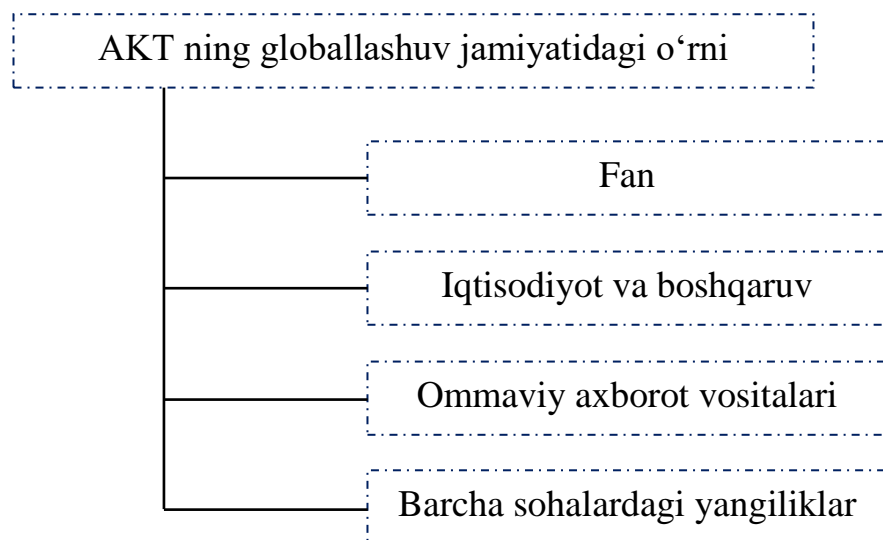 AKT ning globallashuv jamiyatidagi o‘rni
Fan
Iqtisodiyot va boshqaruv
Ommaviy axborot vositalari
Barcha sohalardagi yangiliklar